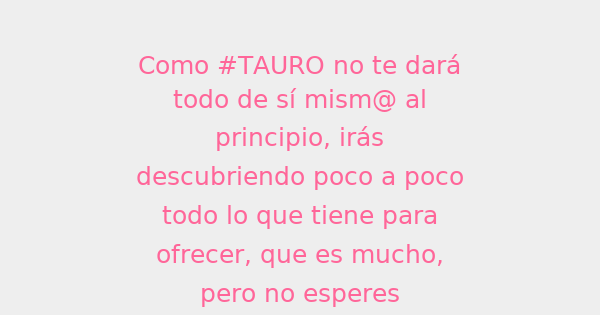 Como #TAURO no te dará
todo de sí mism@ al
principio, irás
descubriendo poco a poco
todo lo que tiene para
ofrecer, que es mucho,
pero no esperes